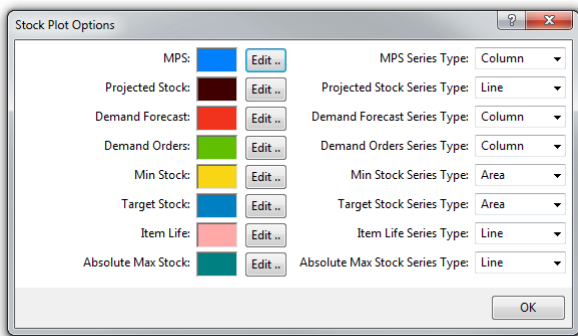 Stock Plot Options
MPS: Edit .. MPS Series Type: Column
Projected Stock: Edit .. Projected Stock Series Type: Line
Demand Forecast: Edit .. Demand Forecast Series Type: Column
Demand Orders: Edit .. Demand Orders Series Type: Column
Min Stock: Edit .. Min Stock Series Type: Area
Target Stock: Edit .. Target Stock Series Type: Area
Item Life: Edit .. Item Life Series Type: Line
Absolute Max Stock: Edit .. Absolute Max Stock Series Type: Line
OK